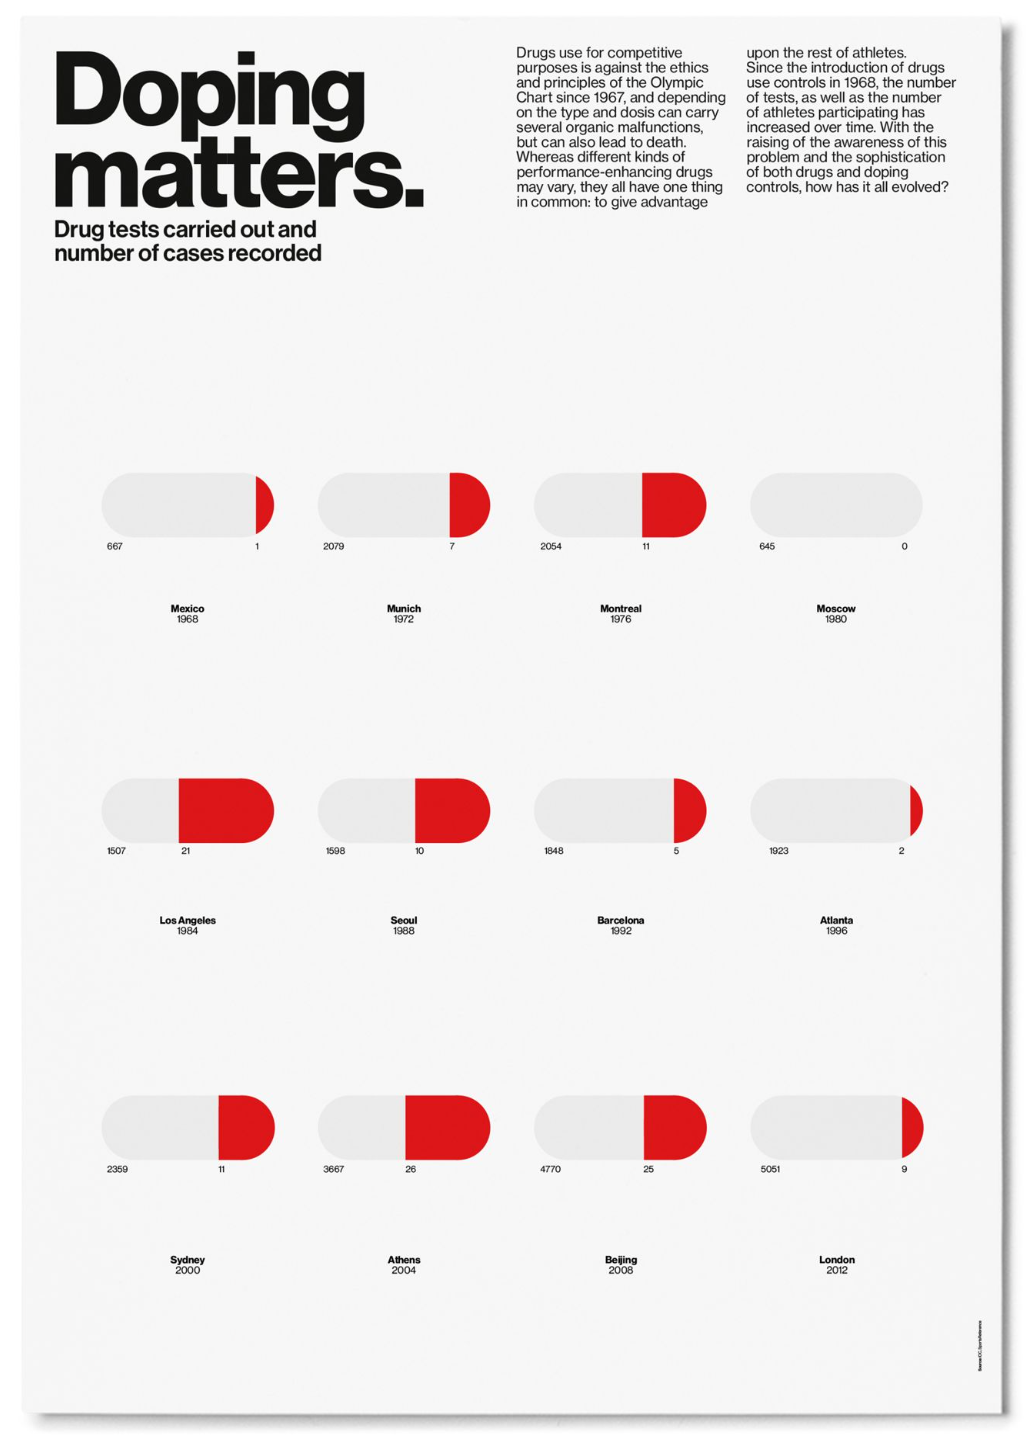 Doping
matters.
Drug tests carried out and
number of cases recorded
Drugs use for competitive
purposes is against the ethics
and principles of the Olympic
Chart since 1967, and depending
on the type and dosis can carry
several organic malfunctions,
but can also lead to death.
Whereas different kinds of
performance-enhancing drugs
may vary, they all have one thing
in common: to give advantage
upon the rest of athletes.
Since the introduction of drugs
use controls in 1968, the number
of tests, as well as the number
of athletes participating has
increased over time. With the
raising of the awareness of this
problem and the sophistication
of both drugs and doping
controls, how has it all evolved?
667 1
Mexico
1968
2079 7
Munich
1972
2054 11
Montreal
1976
645 0
Moscow
1980
1507 21
Los Angeles
1984
1598 10
Seoul
1988
1848 5
Barcelona
1992
1923 2
Atlanta
1996
2359 11
Sydney
2000
3667 26
Athens
2004
4770 25
Beijing
2008
5051 9
London
2012